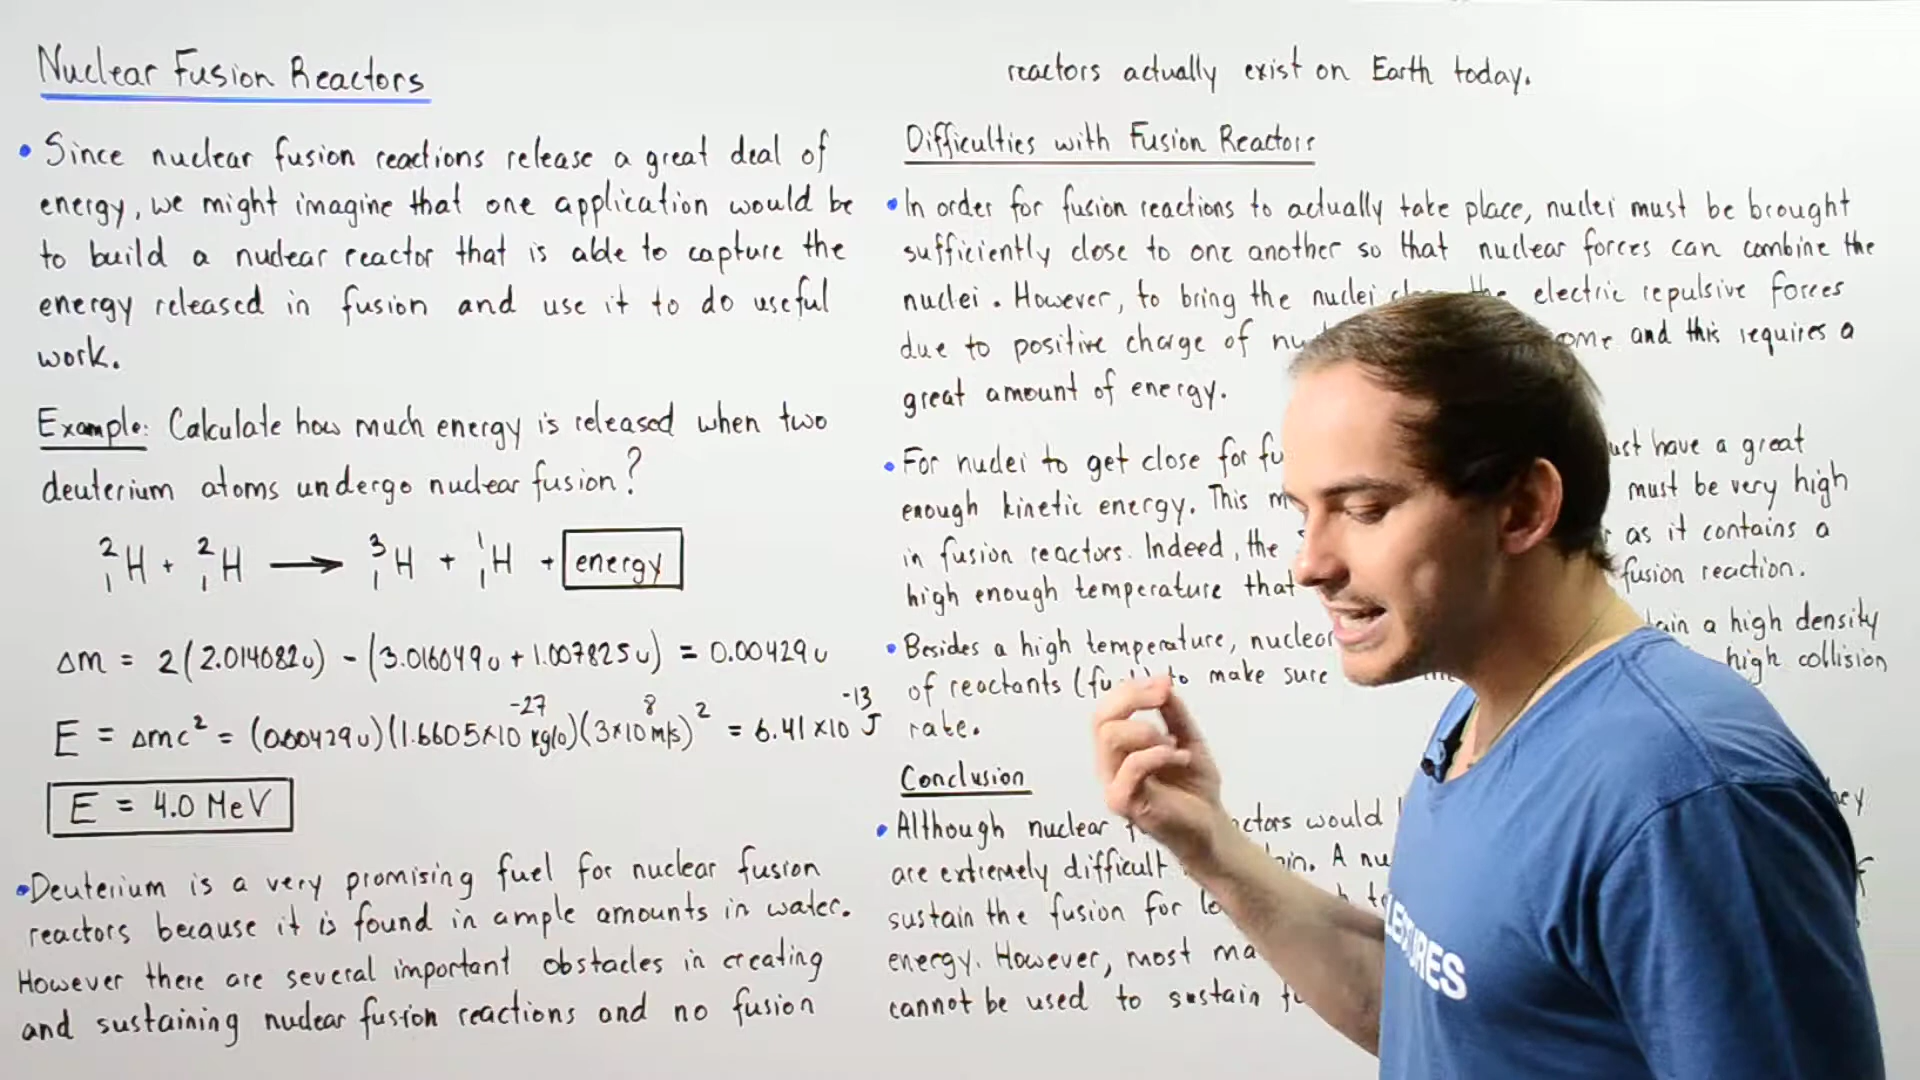 Nuclear Fusion Reactors
• Since nuclear fusion reactions release a great deal of
energy, we might imagine that one application would be
to build a nuclear reactor that is able to capture the
energy released in fusion and use it to do useful
work.
Example: Calculate how much energy is released when two
deuterium atoms undergo nuclear fusion?
²₁H + ²₁H → ³₁H + ¹₁H + energy
Δm = 2(2.014082u) - (3.016049u + 1.007825u) = 0.00429u
E = Δmc² = (0.00429u)(1.6605×10⁻²⁷ kg/u)(3×10⁸ m/s)² = 6.41×10⁻¹³ J
E = 4.0 MeV
• Deuterium is a very promising fuel for nuclear fusion
reactors because it is found in ample amounts in water.
However there are several important obstacles in creating
and sustaining nuclear fusion reactions and no fusion
reactors actually exist on Earth today.
Difficulties with Fusion Reactors
• In order for fusion reactions to actually take place, nuclei must be brought
sufficiently close to one another so that nuclear forces can combine the
nuclei. However, to bring the nuclei the electric repulsive forces
due to positive charge of and this requires a
great amount of energy.
• For nuclei to get close for must have a great
enough kinetic energy. This must be very high
in fusion reactors. Indeed, the as it contains a
high enough temperature that fusion reaction.
• Besides a high temperature, nuclear a high density
of reactants (fuel) to make sure high collision
rate.
Conclusion
• Although nuclear would they
are extremely difficult A
sustain the fusion for
energy. However, most
cannot be used to sustain
LECTURES